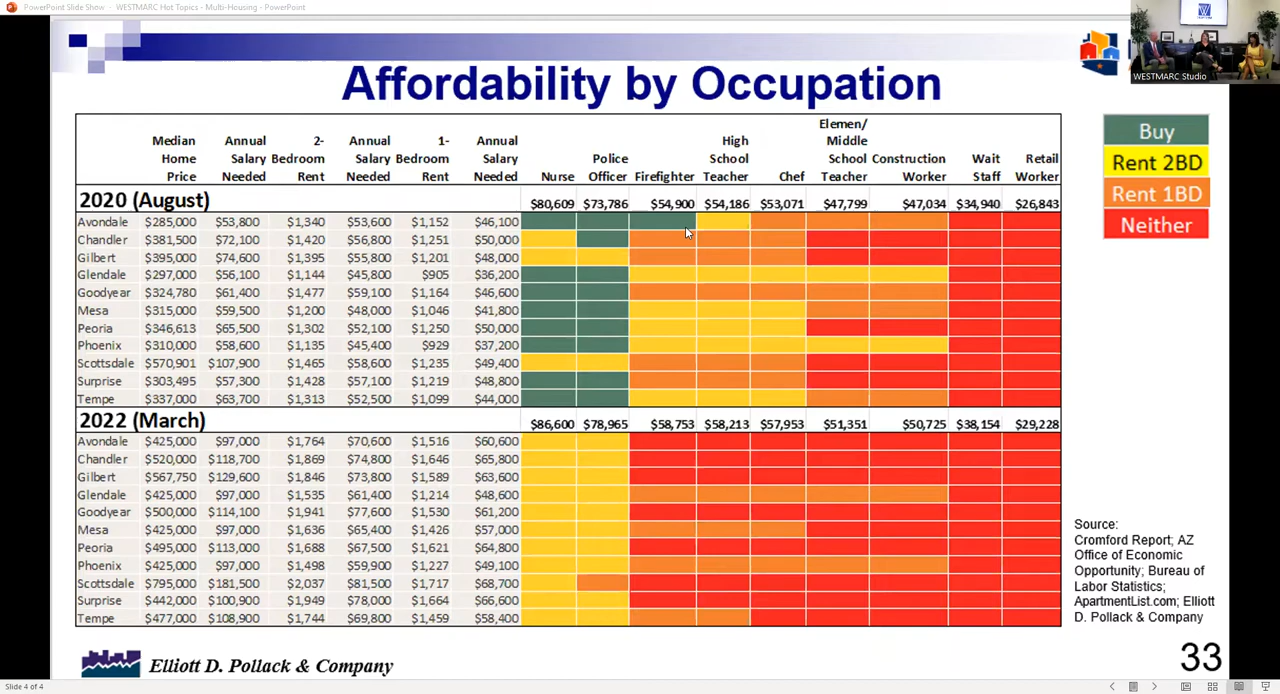 PowerPoint Slide Show - WESTMARC Hot Topics - Multi-Housing - PowerPoint
WESTMARC Studio
Affordability by Occupation
Median Home Price Annual Salary Needed 2-Bedroom Rent Annual Salary Needed 1-Bedroom Rent Annual Salary Needed Nurse Police Officer Firefighter High School Teacher Chef Elemen/ Middle School Teacher Construction Worker Wait Staff Retail Worker
2020 (August) $80,609 $73,786 $54,900 $54,186 $53,071 $47,799 $47,034 $34,940 $26,843
Avondale $285,000 $53,800 $1,340 $53,600 $1,152 $46,100
Chandler $381,500 $72,100 $1,420 $56,800 $1,251 $50,000
Gilbert $395,000 $74,600 $1,395 $55,800 $1,201 $48,000
Glendale $297,000 $56,100 $1,144 $45,800 $905 $36,200
Goodyear $324,780 $61,400 $1,477 $59,100 $1,164 $46,600
Mesa $315,000 $59,500 $1,200 $48,000 $1,046 $41,800
Peoria $346,613 $65,500 $1,302 $52,100 $1,250 $50,000
Phoenix $310,000 $58,600 $1,135 $45,400 $929 $37,200
Scottsdale $570,901 $107,900 $1,465 $58,600 $1,235 $49,400
Surprise $303,495 $57,300 $1,428 $57,100 $1,219 $48,800
Tempe $337,000 $63,700 $1,313 $52,500 $1,099 $44,000
2022 (March) $86,600 $78,965 $58,753 $58,213 $57,953 $51,351 $50,725 $38,154 $29,228
Avondale $425,000 $97,000 $1,764 $70,600 $1,516 $60,600
Chandler $520,000 $118,700 $1,869 $74,800 $1,646 $65,800
Gilbert $567,750 $129,600 $1,846 $73,800 $1,589 $63,600
Glendale $425,000 $97,000 $1,535 $61,400 $1,214 $48,600
Goodyear $500,000 $114,100 $1,941 $77,600 $1,530 $61,200
Mesa $425,000 $97,000 $1,636 $65,400 $1,426 $57,000
Peoria $495,000 $113,000 $1,688 $67,500 $1,621 $64,800
Phoenix $425,000 $97,000 $1,498 $59,900 $1,227 $49,100
Scottsdale $795,000 $181,500 $2,037 $81,500 $1,717 $68,700
Surprise $442,000 $100,900 $1,949 $78,000 $1,664 $66,600
Tempe $477,000 $108,900 $1,744 $69,800 $1,459 $58,400
Buy
Rent 2BD
Rent 1BD
Neither
Source:
Cromford Report; AZ
Office of Economic
Opportunity; Bureau of
Labor Statistics;
ApartmentList.com; Elliott
D. Pollack & Company
Elliott D. Pollack & Company
33
Slide 4 of 4